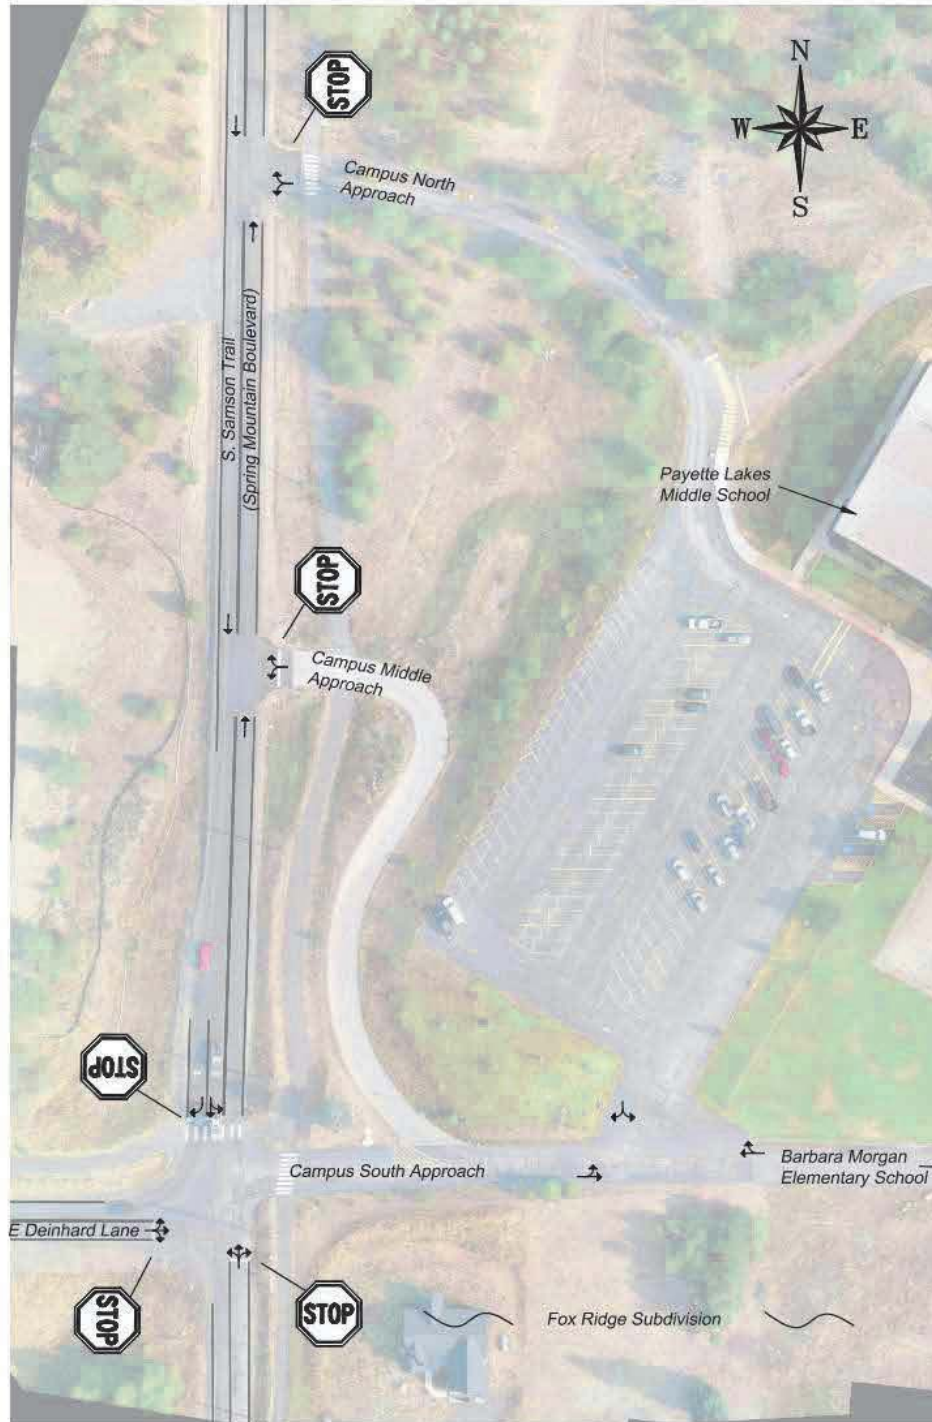 STOP
N
W
E
S
Campus North
Approach
S. Samson Trail
(Spring Mountain Boulevard)
Payette Lakes
Middle School
STOP
Campus Middle
Approach
STOP
Campus South Approach
Barbara Morgan
Elementary School
E Deinhard Lane
STOP
STOP
Fox Ridge Subdivision